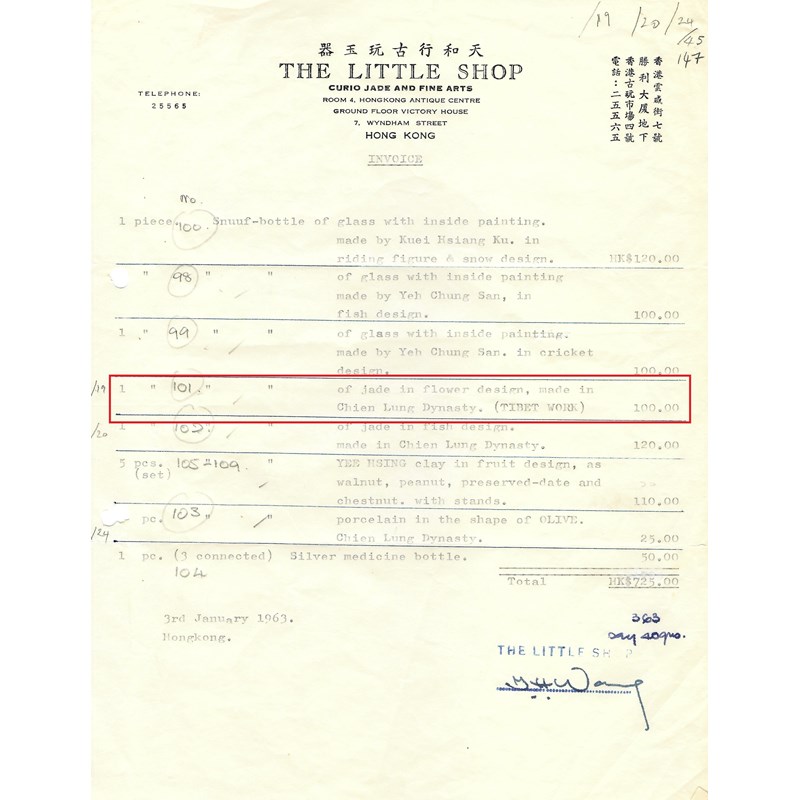 /19 /20 /24
/45
147
器玉玩古行和天
THE LITTLE SHOP
CURIO JADE AND FINE ARTS
ROOM 4, HONGKONG ANTIQUE CENTRE
GROUND FLOOR VICTORY HOUSE
7, WYNDHAM STREET
HONG KONG
TELEPHONE:
25565
香港雲咸街七號
勝利大厦地下
香港古玩市場四號
電話：二五五六五
INVOICE
No.
1 piece. 100. Snuuf-bottle of glass with inside painting.
made by Kuei Hsiang Ku. in
riding figure & snow design. HK$120.00
" 98 " " of glass with inside painting
made by Yeh Chung San, in
fish design. 100.00
1 " 99 " " of glass with inside painting.
made by Yeh Chung San. in cricket
design. 100.00
/19 1 " 101. " " of jade in flower design, made in
Chien Lung Dynasty. (TIBET WORK) 100.00
/20 1 " 102. " " of jade in fish design.
made in Chien Lung Dynasty. 120.00
5 pcs. 105-109. " YEE HSING clay in fruit design, as
(set) walnut, peanut, preserved-date and
chestnut. with stands. 110.00
pc. 103 " " porcelain in the shape of OLIVE.
/24 Chien Lung Dynasty. 25.00
1 pc. (3 connected) Silver medicine bottle. 50.00
104
Total HK$725.00
3rd January 1963.
Hongkong.
363
THE LITTLE SH P